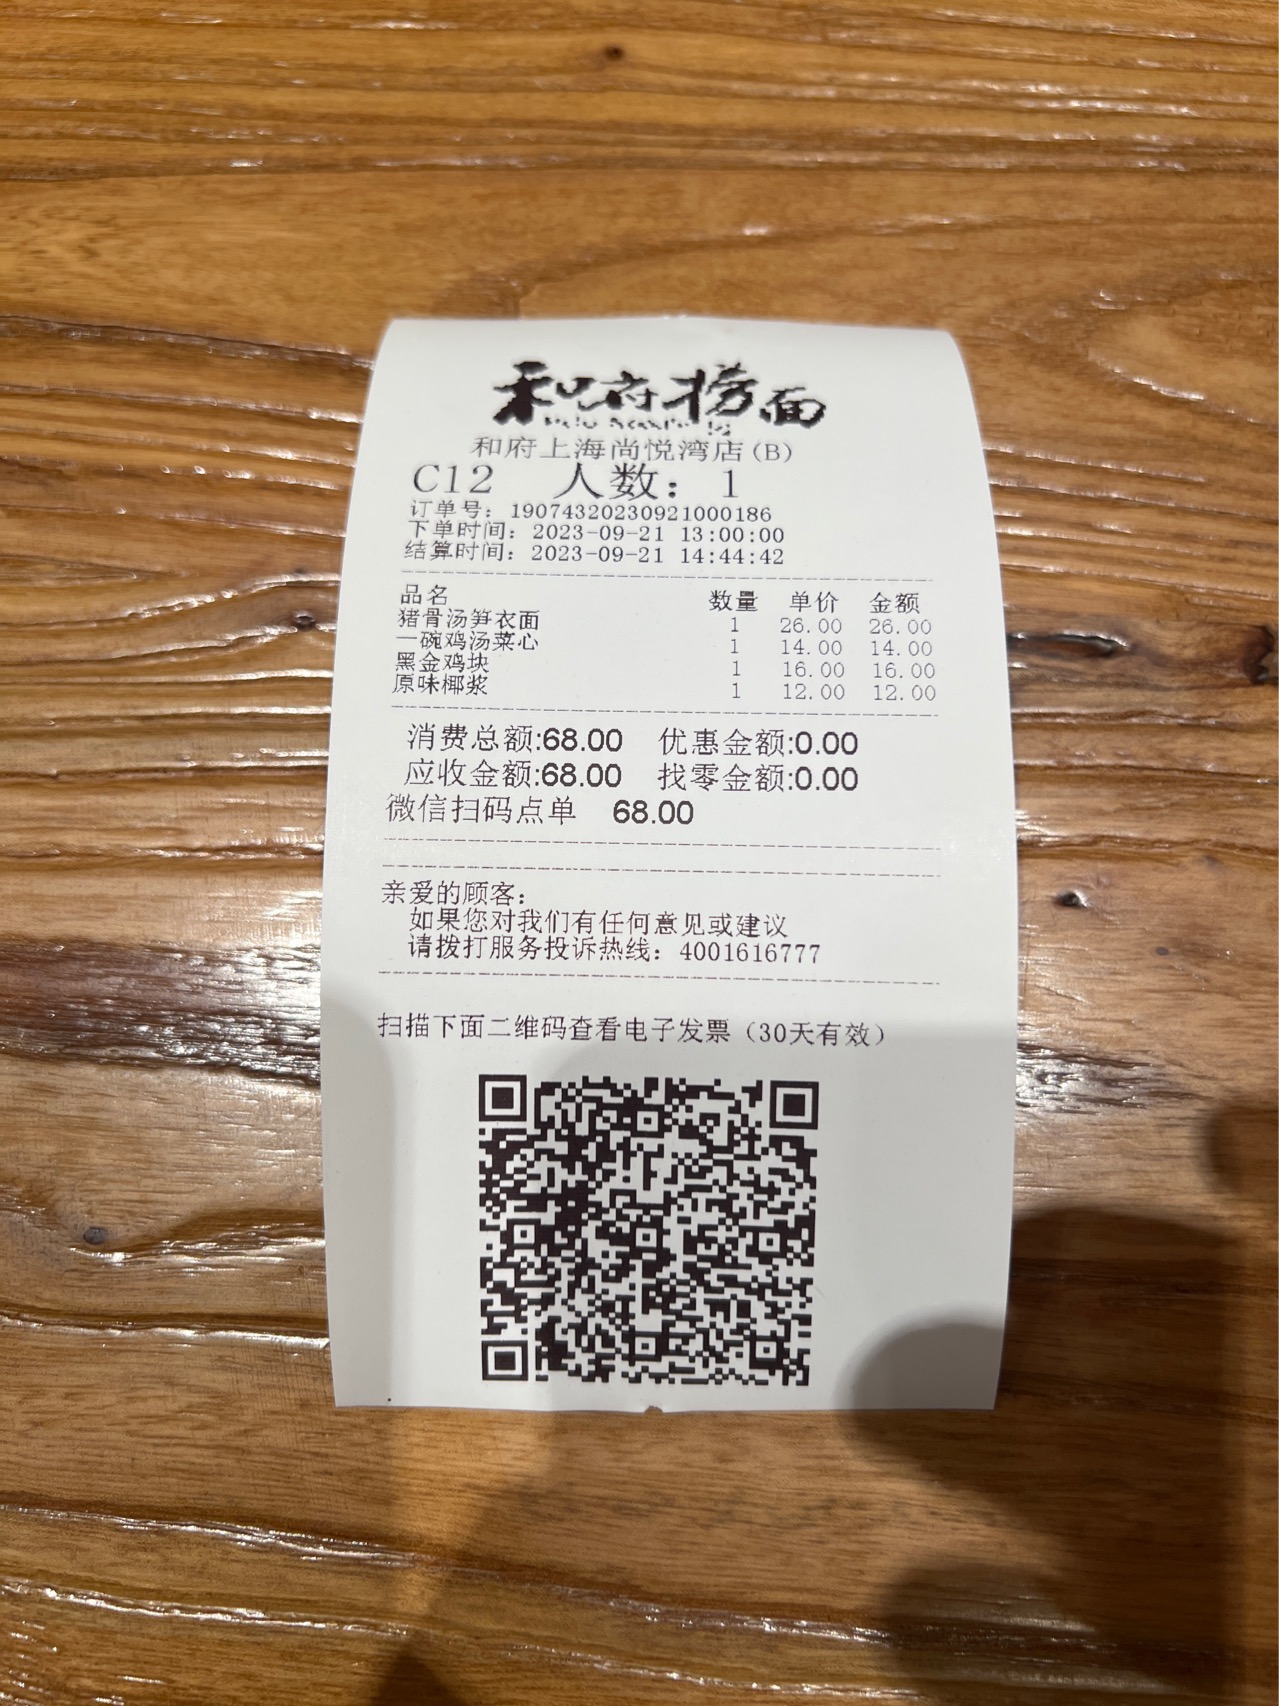 和府捞面
和府上海尚悦湾店(B)
C12 人数：1
订单号：19074320230921000186
下单时间：2023-09-21 13:00:00
结算时间：2023-09-21 14:44:42
品名 数量 单价 金额
猪骨汤笋衣面 1 26.00 26.00
一碗鸡汤菜心 1 14.00 14.00
黑金鸡块 1 16.00 16.00
原味椰浆 1 12.00 12.00
消费总额:68.00 优惠金额:0.00
应收金额:68.00 找零金额:0.00
微信扫码点单 68.00
亲爱的顾客：
如果您对我们有任何意见或建议
请拨打服务投诉热线：4001616777
扫描下面二维码查看电子发票（30天有效）